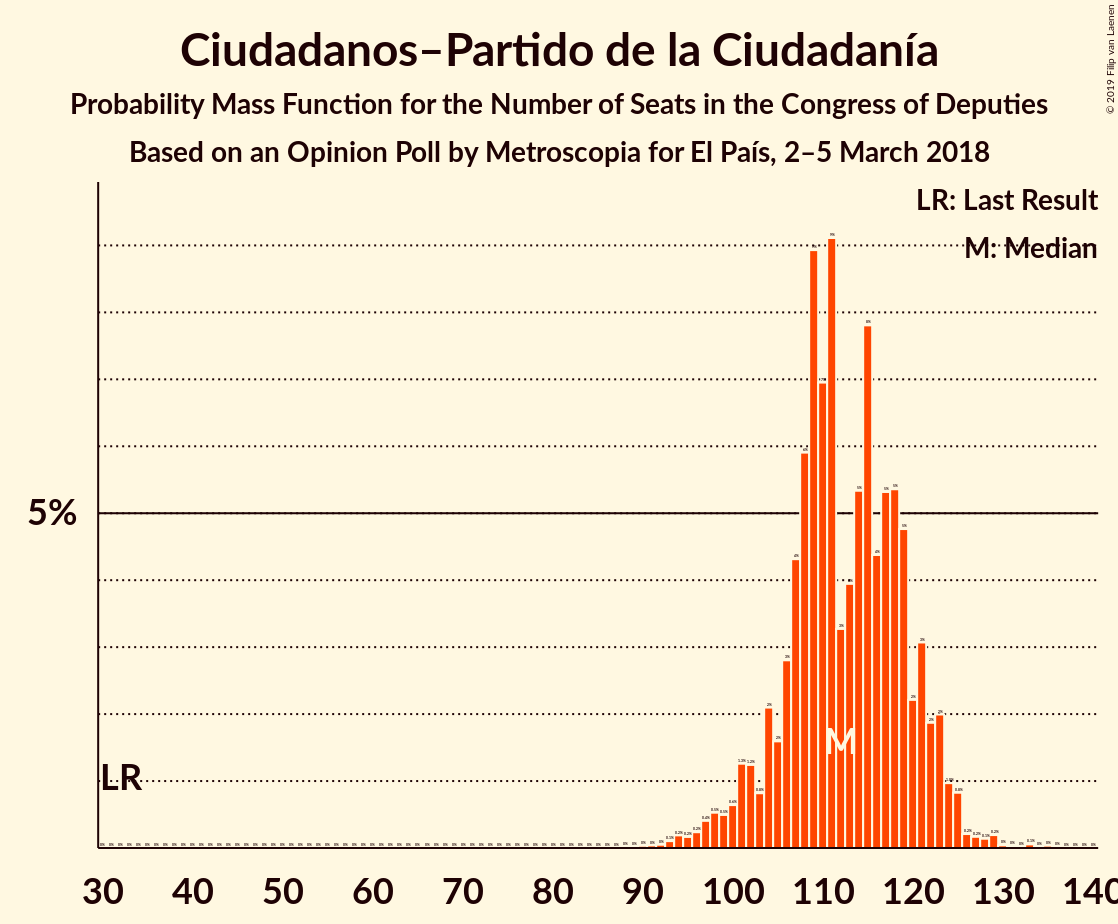 Ciudadanos–Partido de la Ciudadanía
Probability Mass Function for the Number of Seats in the Congress of Deputies
Based on an Opinion Poll by Metroscopia for El País, 2–5 March 2018
© 2019 Filip van Laenen
LR: Last Result
M: Median
5%
LR
M
30 40 50 60 70 80 90 100 110 120 130 140